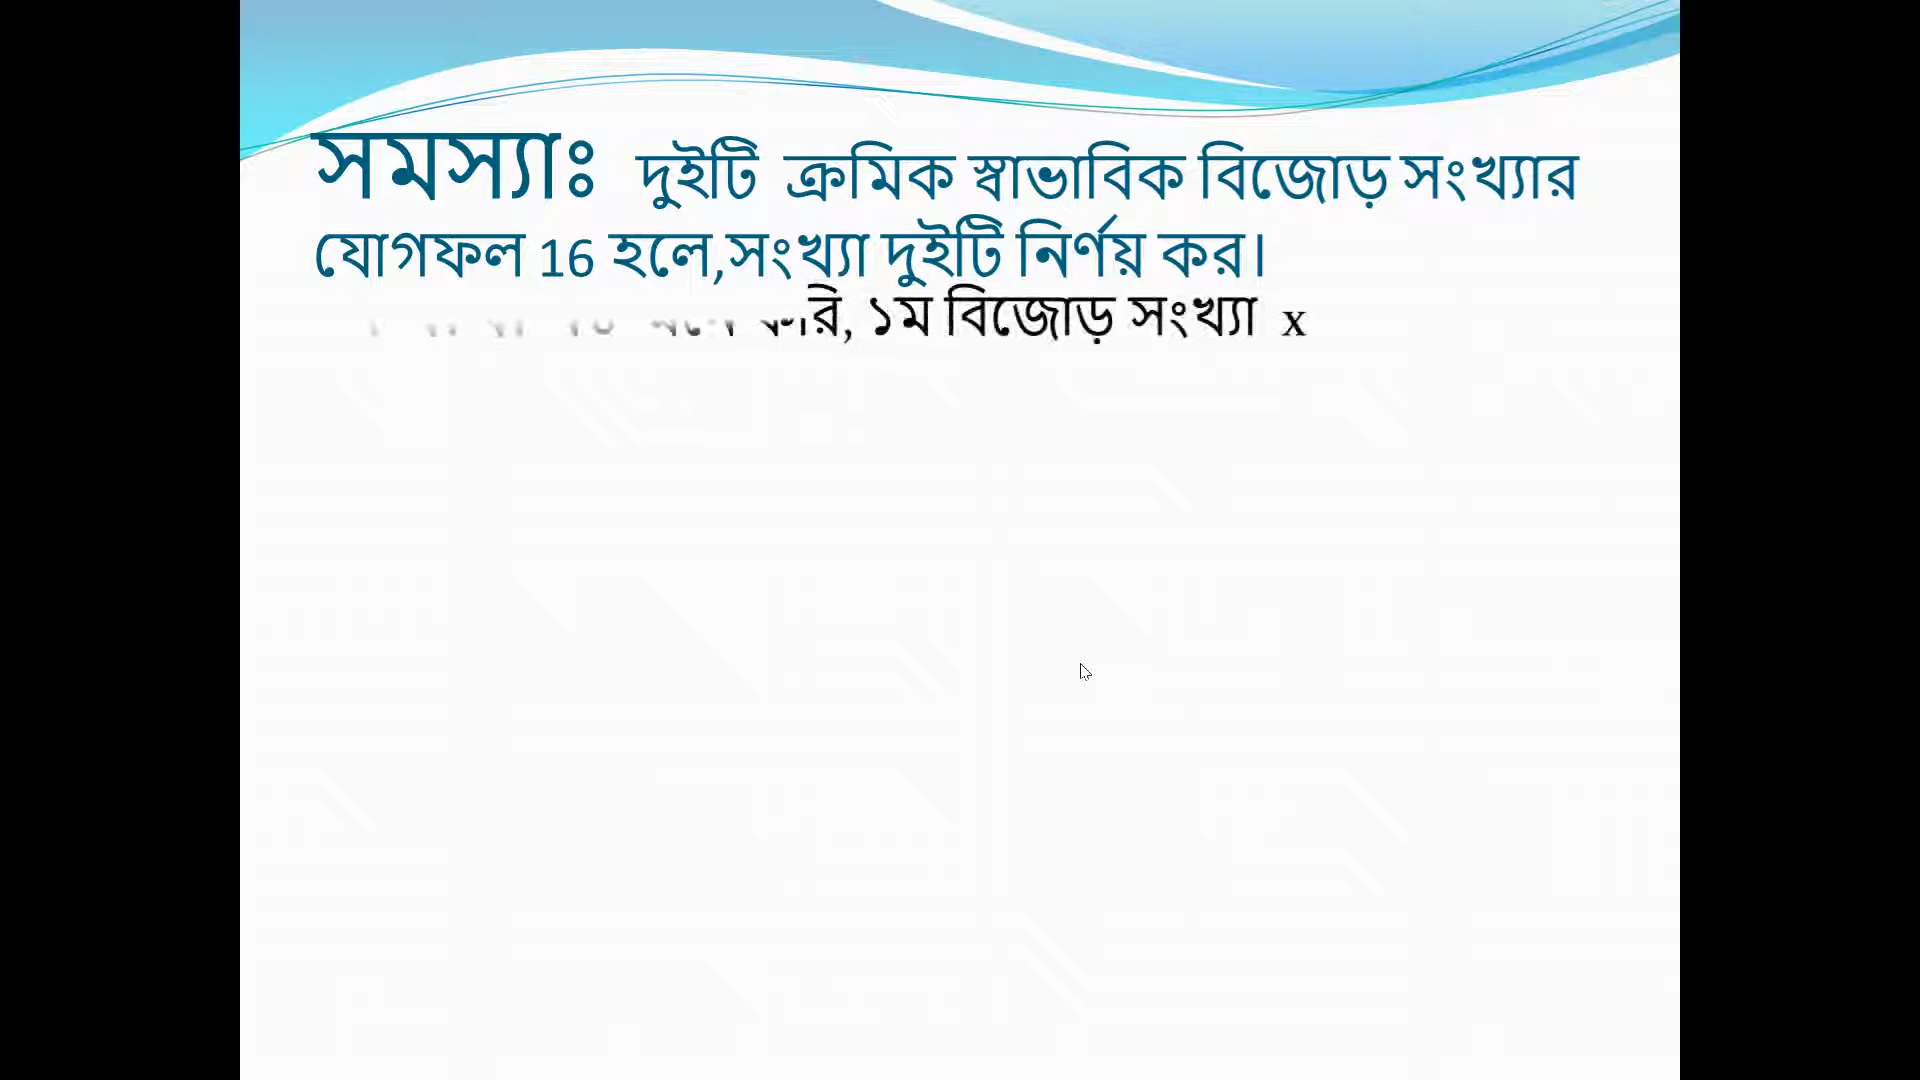 সমস্যাঃ দুইটি ক্রমিক স্বাভাবিক বিজোড় সংখ্যার
যোগফল 16 হলে,সংখ্যা দুইটি নির্ণয় কর।
১ম বিজোড় সংখ্যা x